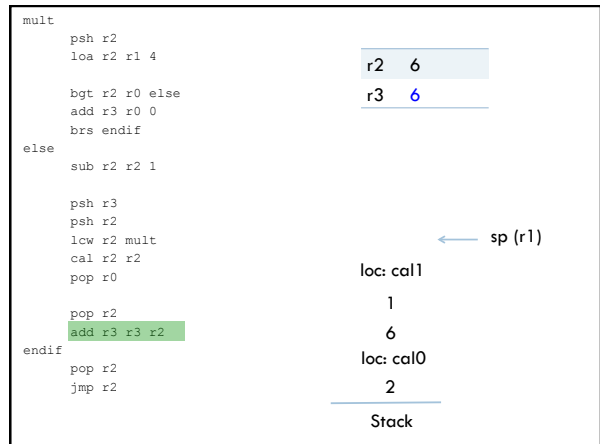 mult
psh r2
loa r2 r1 4
bgt r2 r0 else
add r3 r0 0
brs endif
else
sub r2 r2 1
psh r3
psh r2
lcw r2 mult
cal r2 r2
pop r0
pop r2
add r3 r3 r2
endif
pop r2
jmp r2
r2 6
r3 6
sp (r1)
loc: cal1
1
6
loc: cal0
2
Stack